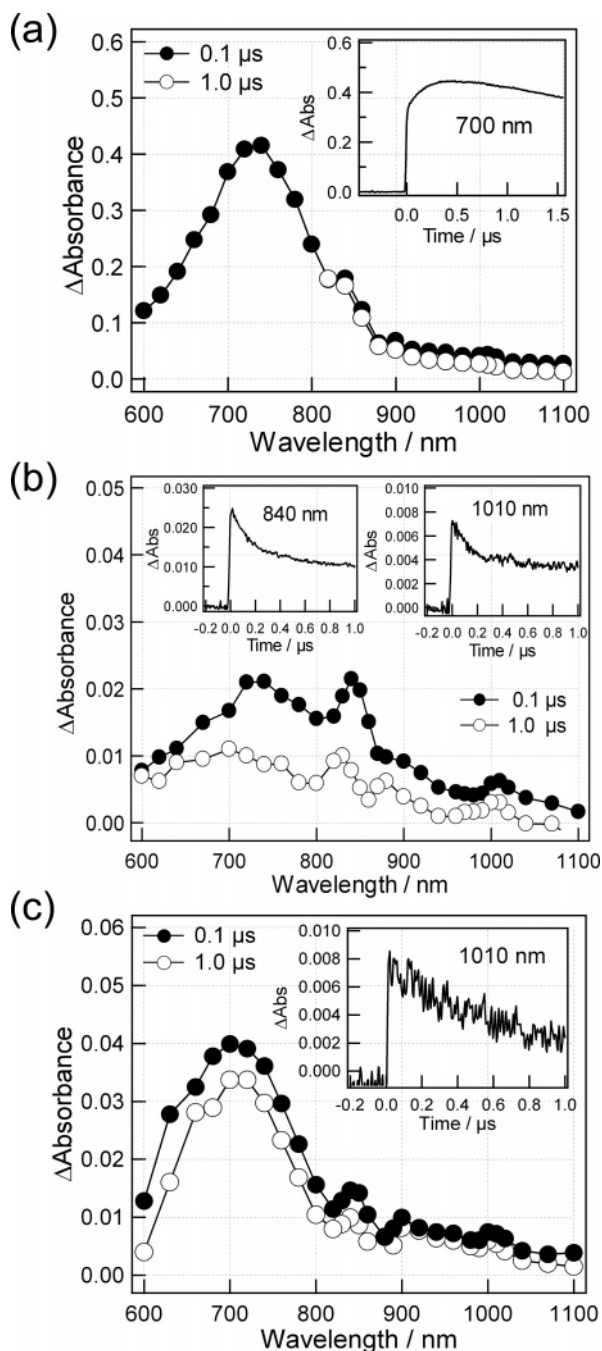 (a)
0.6
0.5
0.4
0.3
0.2
0.1
0.0
ΔAbsorbance
0.1 μs
1.0 μs
0.6
0.4
0.2
0.0
ΔAbs
700 nm
0.0 0.5 1.0 1.5
Time / μs
600 700 800 900 1000 1100
Wavelength / nm
(b)
0.05
0.04
0.03
0.02
0.01
0.00
ΔAbsorbance
0.030
0.020
0.010
0.000
ΔAbs
840 nm
-0.2 0.0 0.2 0.4 0.6 0.8 1.0
Time / μs
0.010
0.008
0.006
0.004
0.002
0.000
ΔAbs
1010 nm
-0.2 0.0 0.2 0.4 0.6 0.8 1.0
Time / μs
0.1 μs
1.0 μs
600 700 800 900 1000 1100
Wavelength / nm
(c)
0.06
0.05
0.04
0.03
0.02
0.01
0.00
ΔAbsorbance
0.1 μs
1.0 μs
0.008
0.006
0.004
0.002
0.000
ΔAbs
1010 nm
-0.2 0.0 0.2 0.4 0.6 0.8 1.0
Time / μs
600 700 800 900 1000 1100
Wavelength / nm